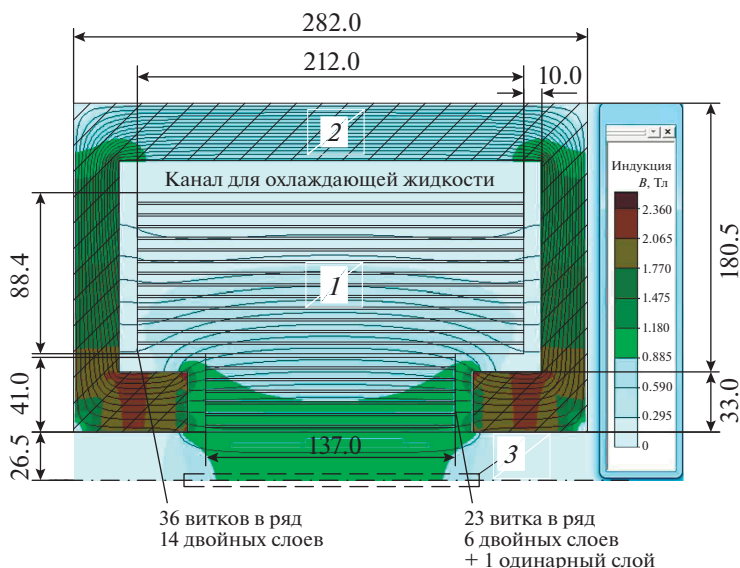 282.0
212.0
10.0
2
Канал для охлаждающей жидкости
Индукция
B, Тл
2.360
2.065
1.770
1.475
1.180
0.885
0.590
0.295
0
180.5
88.4
1
41.0
33.0
26.5
137.0
3
36 витков в ряд
14 двойных слоев
23 витка в ряд
6 двойных слоев
+ 1 одинарный слой